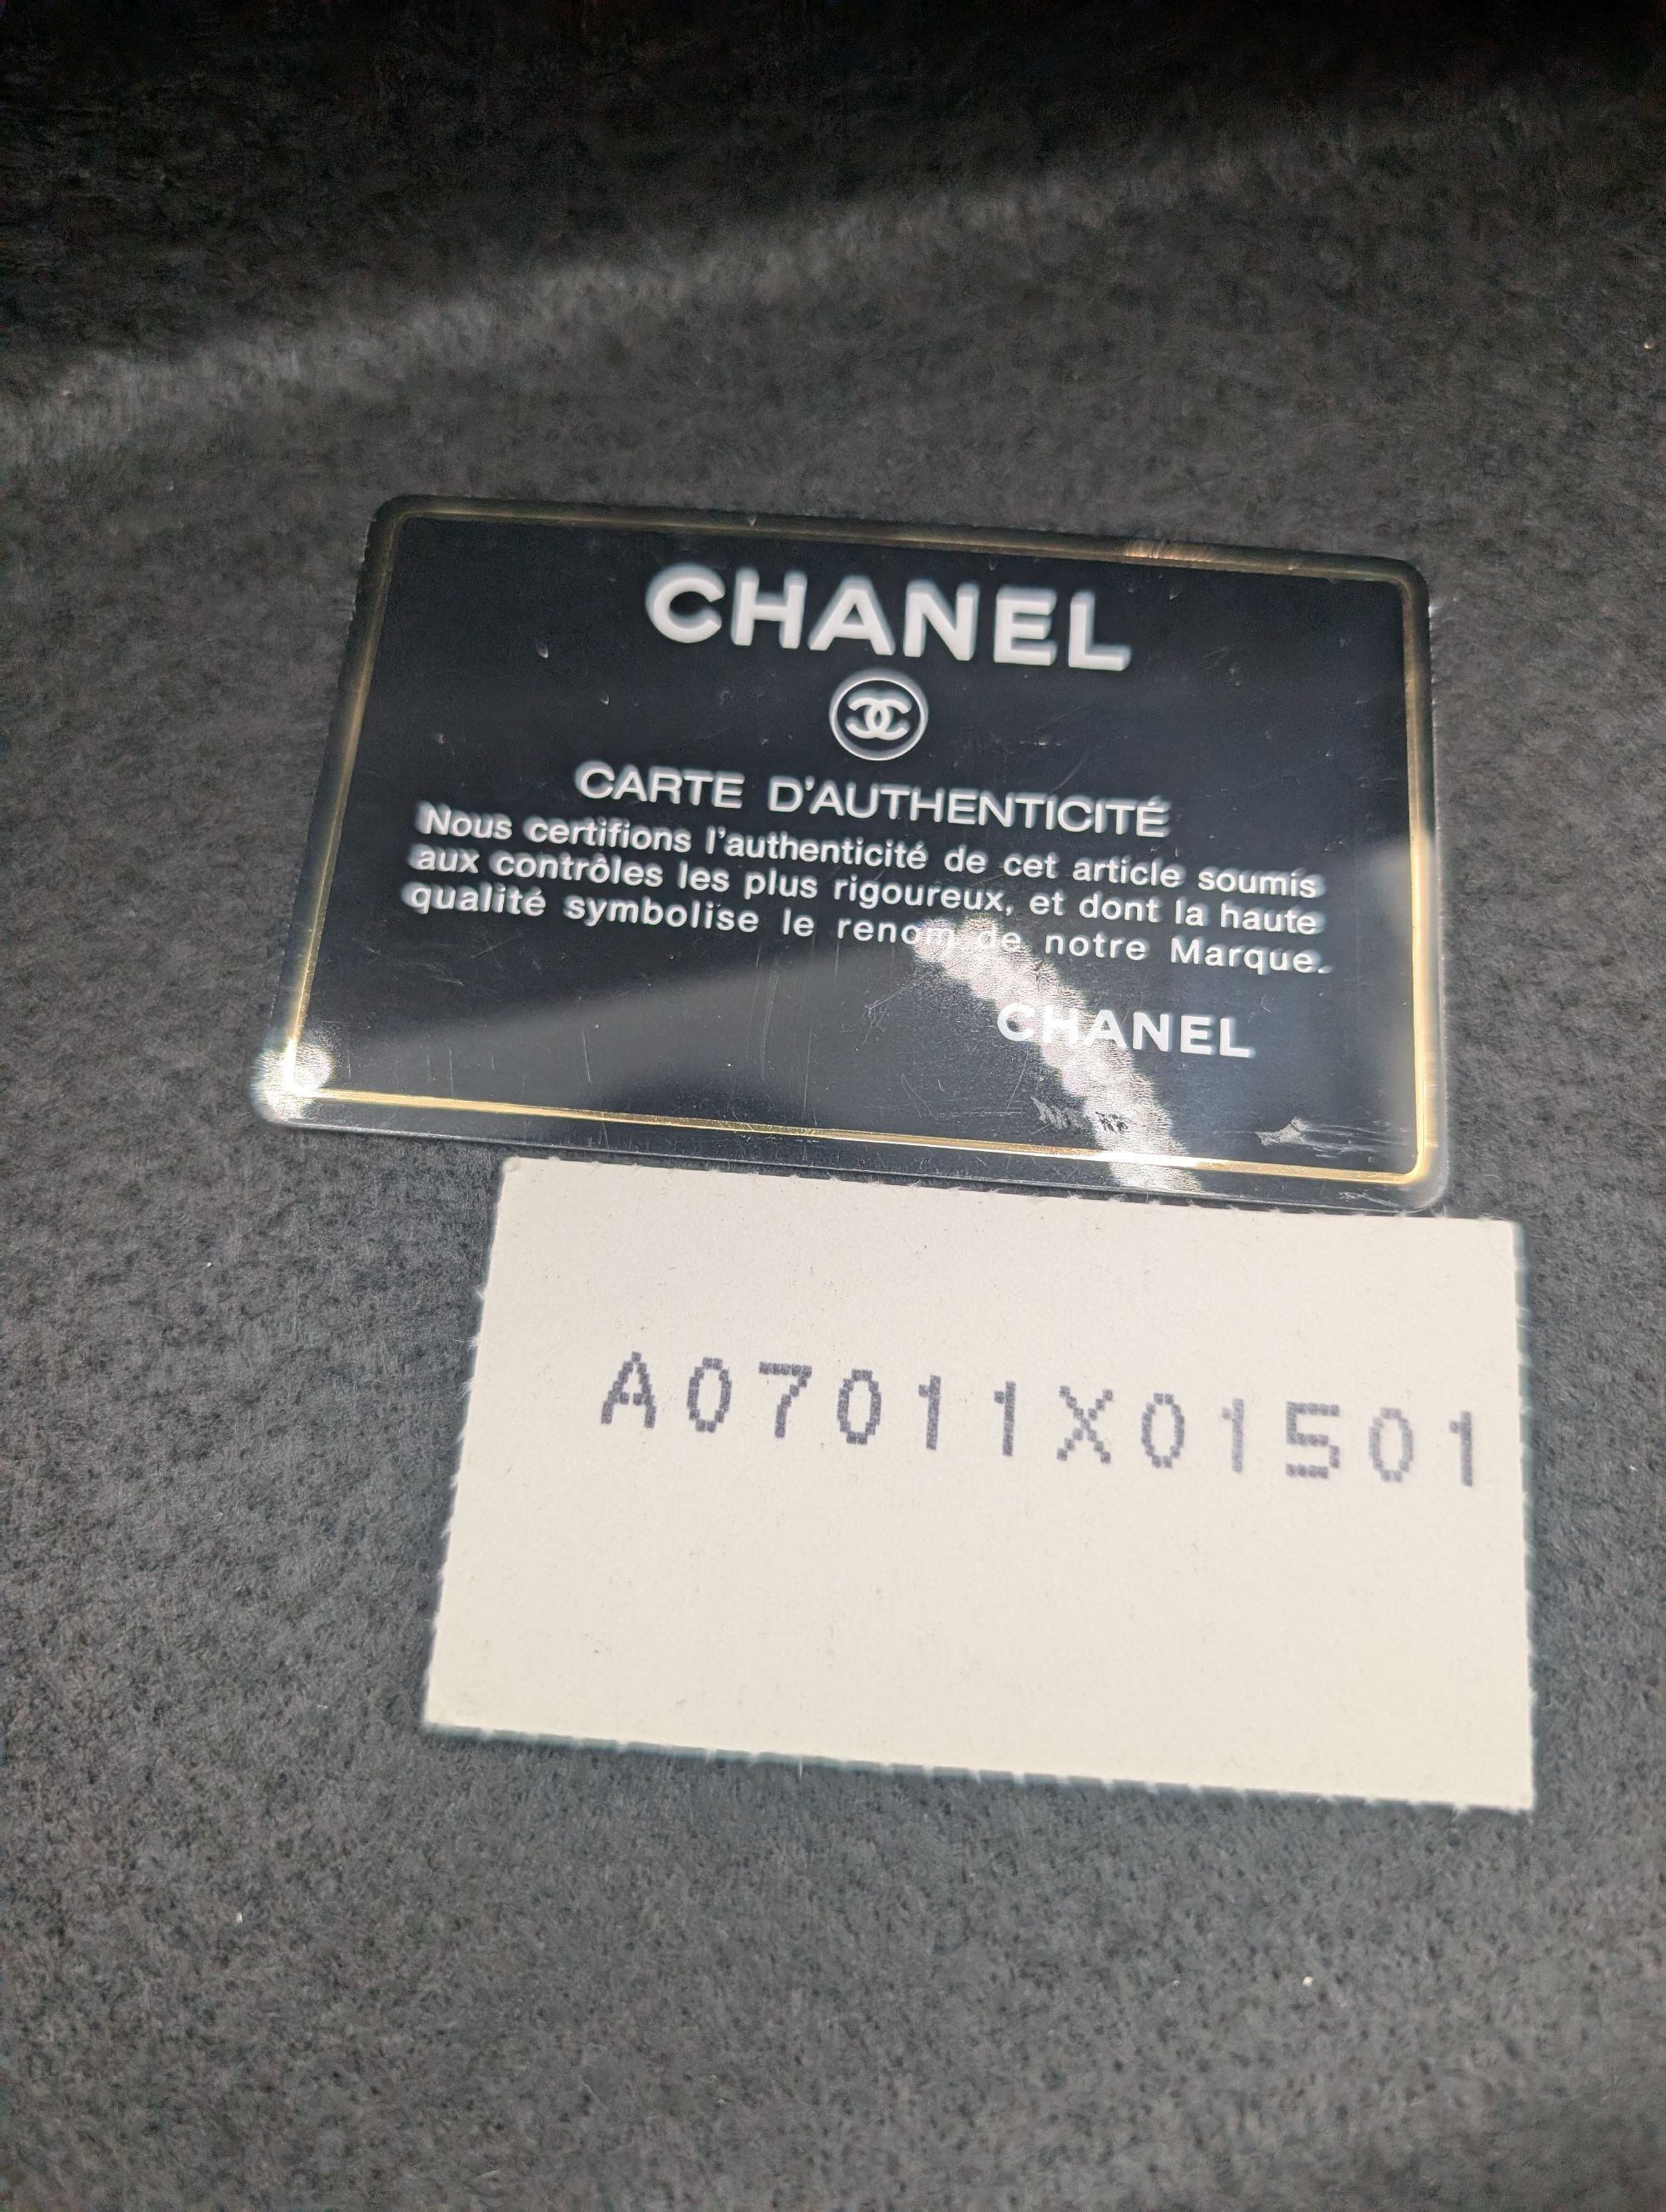 CHANEL
CARTE D'AUTHENTICITÉ
Nous certifions l'authenticité de cet article soumis
aux contrôles les plus rigoureux, et dont la haute
qualité symbolise le renom de notre Marque.
CHANEL
A07011X01501